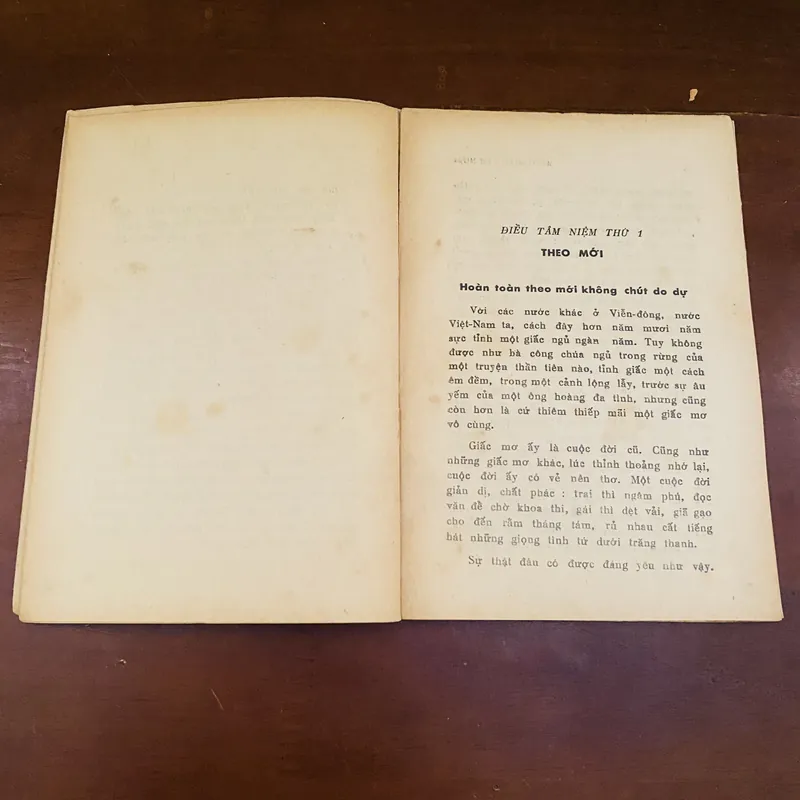 ĐIỀU TÂM NIỆM THỨ 1
THEO MỚI
Hoàn toàn theo mới không chút do dự
Với các nước khác ở Viễn-đông, nước
Việt-Nam ta, cách đây hơn năm mươi năm
sực tỉnh một giấc ngủ ngàn năm. Tuy không
được như bà công chúa ngủ trong rừng của
một truyện thần tiên nào, tỉnh giấc một cách
êm đềm, trong một cảnh lộng lẫy, trước sự âu
yếm của một ông hoàng đa tình, nhưng cũng
còn hơn là cứ thiêm thiếp mãi một giấc mơ
vô cùng.
Giấc mơ ấy là cuộc đời cũ. Cũng như
những giấc mơ khác, lúc thỉnh thoảng nhớ lại,
cuộc đời ấy có vẻ nên thơ. Một cuộc đời
giản dị, chất phác : trai thì ngâm phú, đọc
văn để chờ khoa thi, gái thì dệt vải, giã gạo
cho đến rằm tháng tám, rủ nhau cất tiếng
hát những giọng tình tứ dưới trăng thanh.
Sự thật đâu có được đáng yêu như vậy.